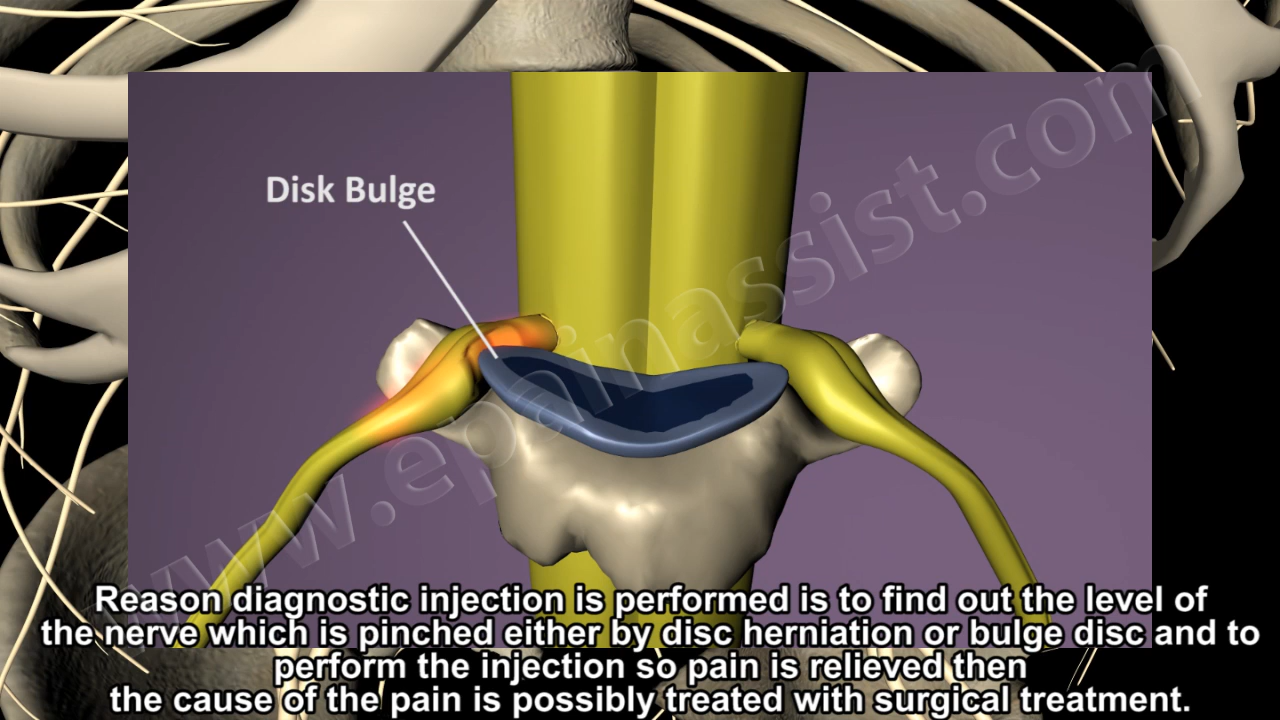 Disk Bulge
www.epainassist.com
Reason diagnostic injection is performed is to find out the level of
the nerve which is pinched either by disc herniation or bulge disc and to
perform the injection so pain is relieved then
the cause of the pain is possibly treated with surgical treatment.